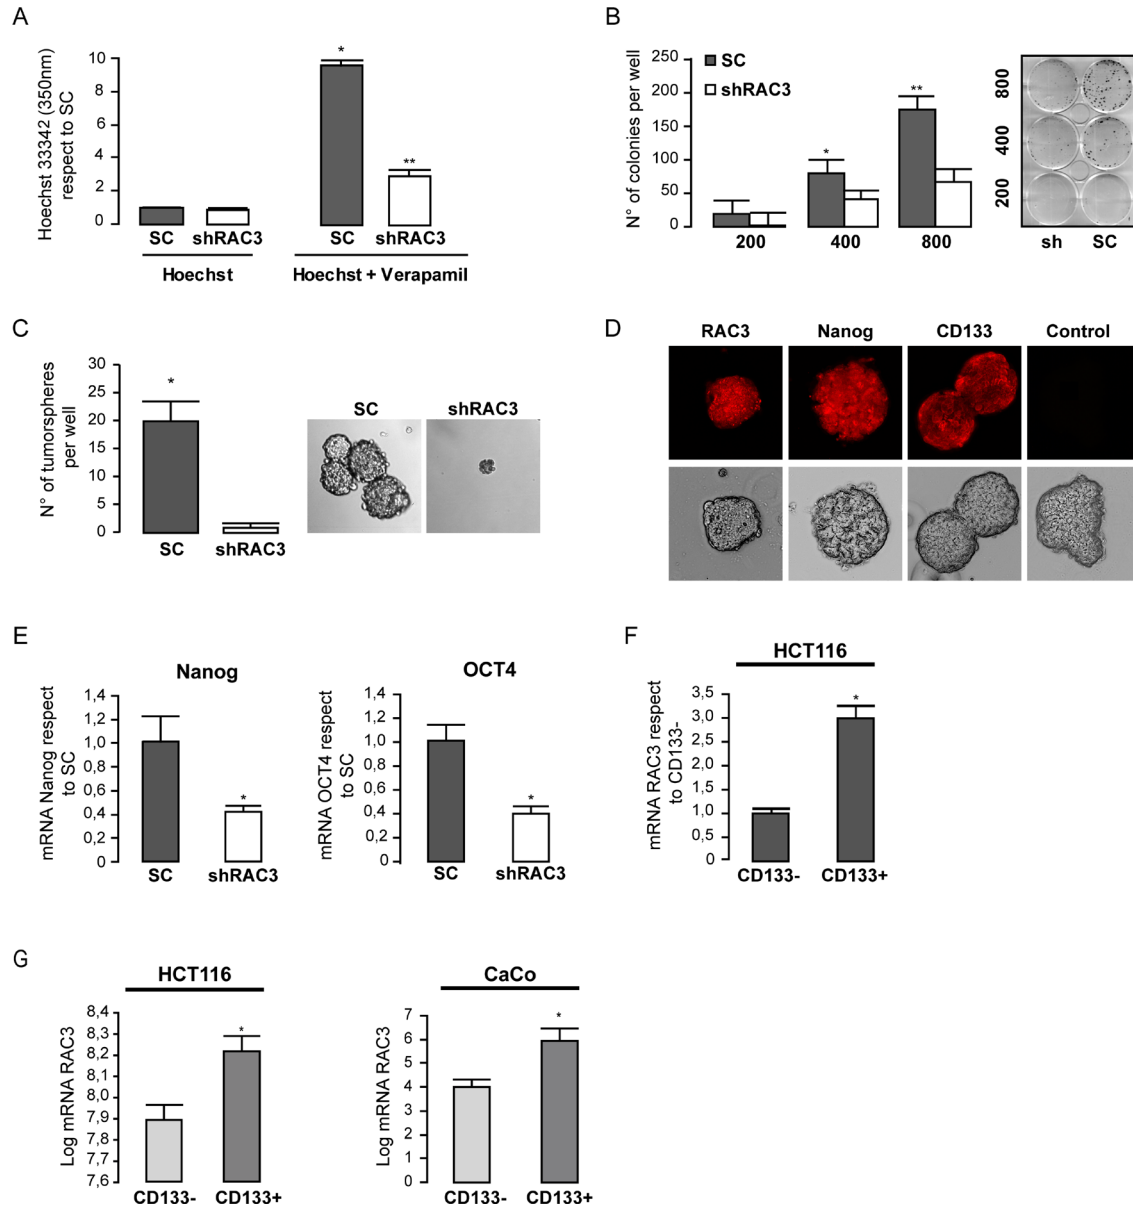 A
Hoechst 33342 (350nm)
respect to SC
10
8
6
4
2
0
*
**
SC
shRAC3
SC
shRAC3
Hoechst
Hoechst + Verapamil
B
N° of colonies per well
250
200
150
100
50
0
SC
shRAC3
*
**
200
400
800
800
400
200
sh
SC
C
N° of tumorspheres
per well
30
25
20
15
10
5
0
*
SC
shRAC3
SC
shRAC3
D
RAC3
Nanog
CD133
Control
E
Nanog
mRNA Nanog respect
to SC
1,4
1,2
1,0
0,8
0,6
0,4
0,2
0
*
SC
shRAC3
OCT4
mRNA OCT4 respect
to SC
1,4
1,2
1,0
0,8
0,6
0,4
0,2
0
*
SC
shRAC3
F
HCT116
mRNA RAC3 respect
to CD133-
3,5
3,0
2,5
2,0
1,5
1,0
0,5
0
*
CD133-
CD133+
G
HCT116
Log mRNA RAC3
8,4
8,3
8,2
8,1
8,0
7,9
7,8
7,7
7,6
*
CD133-
CD133+
CaCo
Log mRNA RAC3
7
6
5
4
3
2
1
0
*
CD133-
CD133+